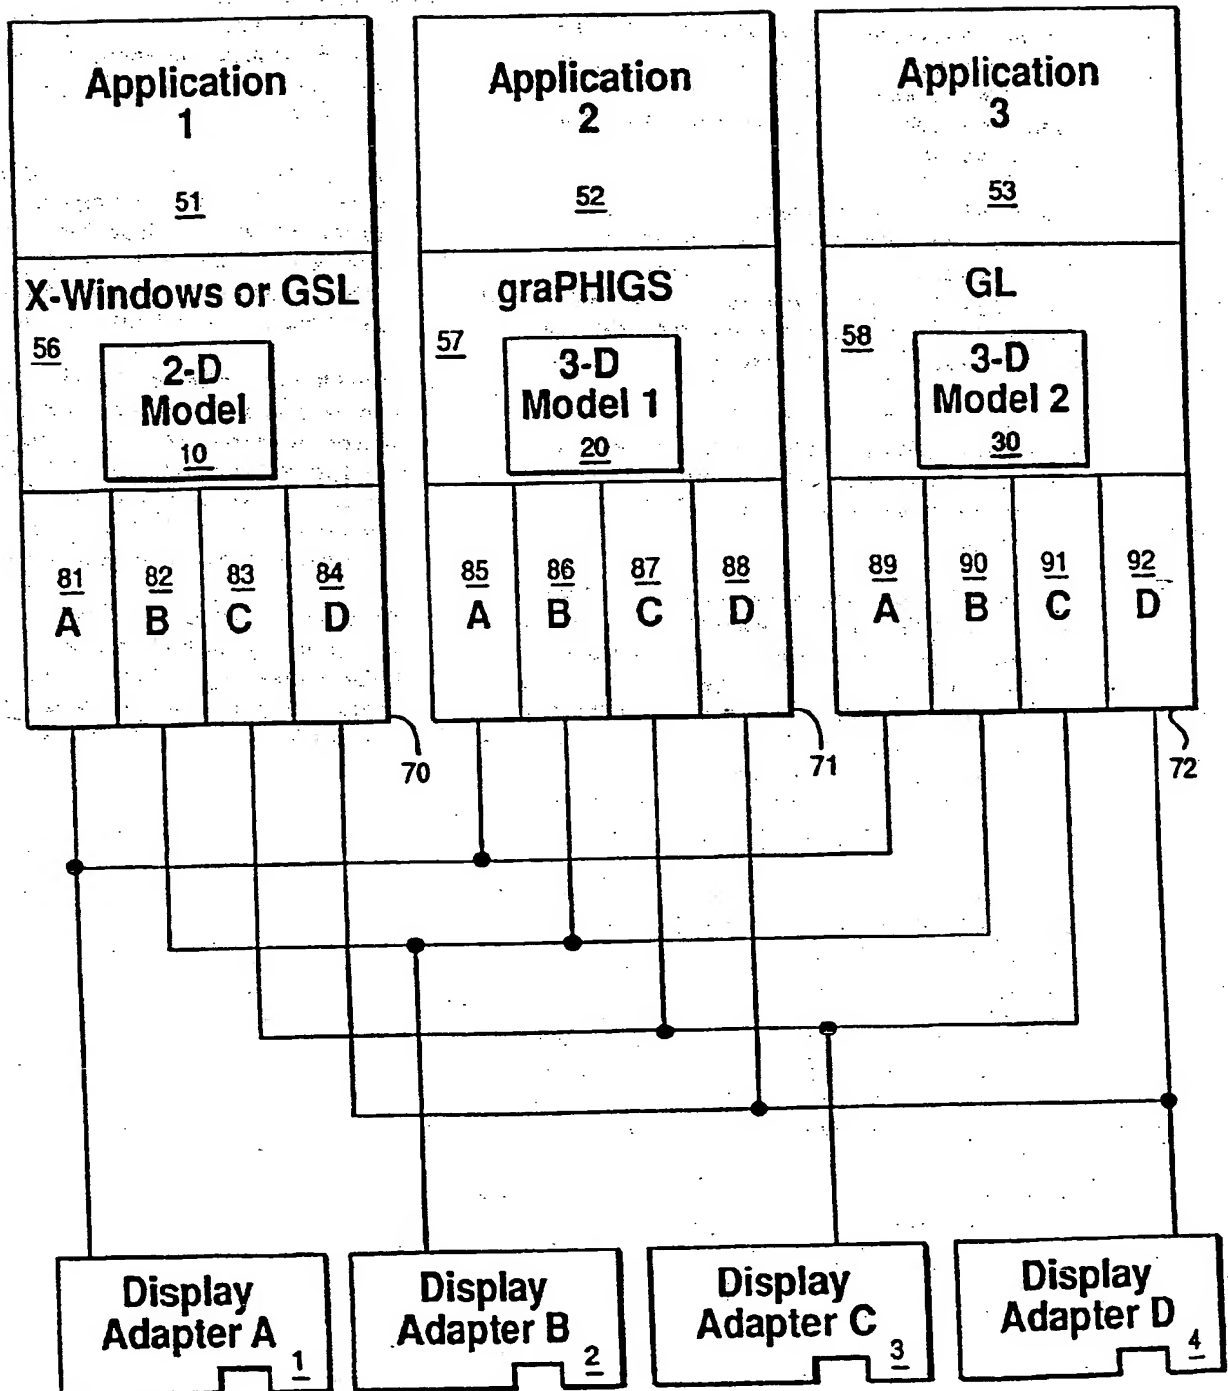 Application
1
51
X-Windows or GSL
56
2-D
Model
10
81
A
82
B
83
C
84
D
70
Application
2
52
graPHIGS
57
3-D
Model 1
20
85
A
86
B
87
C
88
D
71
Application
3
53
GL
58
3-D
Model 2
30
89
A
90
B
91
C
92
D
72
Display
Adapter A
1
Display
Adapter B
2
Display
Adapter C
3
Display
Adapter D
4